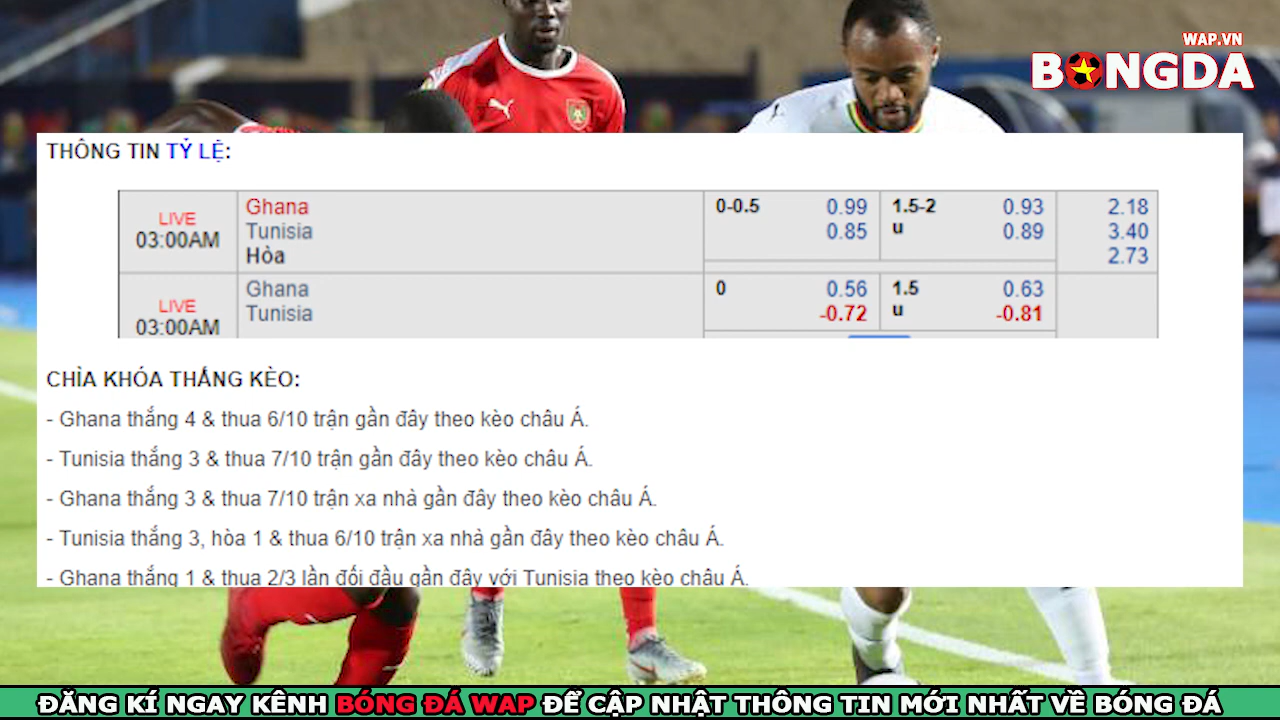 WAP.VN
BONGDA
THÔNG TIN TỶ LỆ:
LIVE
03:00AM
Ghana
Tunisia
Hòa
0-0.5 0.99
0.85
1.5-2 0.93
u 0.89
2.18
3.40
2.73
LIVE
03:00AM
Ghana
Tunisia
0 0.56
-0.72
1.5 0.63
u -0.81
CHÌA KHÓA THẮNG KÈO:
- Ghana thắng 4 & thua 6/10 trận gần đây theo kèo châu Á.
- Tunisia thắng 3 & thua 7/10 trận gần đây theo kèo châu Á.
- Ghana thắng 3 & thua 7/10 trận xa nhà gần đây theo kèo châu Á.
- Tunisia thắng 3, hòa 1 & thua 6/10 trận xa nhà gần đây theo kèo châu Á.
- Ghana thắng 1 & thua 2/3 lần đối đầu gần đây với Tunisia theo kèo châu Á.
ĐĂNG KÍ NGAY KÊNH BÓNG ĐÁ WAP ĐỂ CẬP NHẬT THÔNG TIN MỚI NHẤT VỀ BÓNG ĐÁ